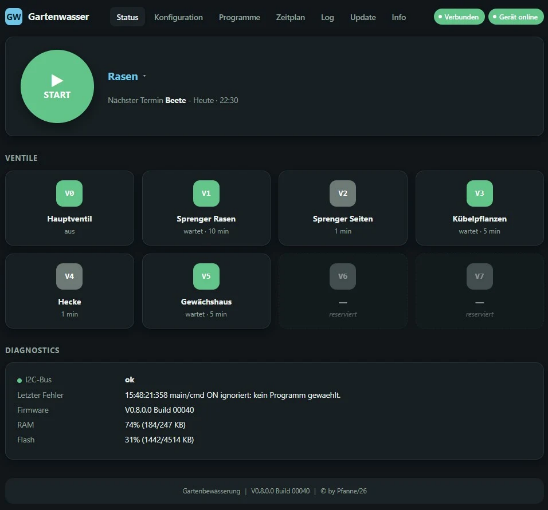 GW Gartenwasser Status Konfiguration Programme Zeitplan Log Update Info Verbunden Gerät online
START
Rasen
Nächster Termin Beete · Heute · 22:30
VENTILE
V0 V1 V2 V3
Hauptventil Sprenger Rasen Sprenger Seiten Kübelpflanzen
aus wartet · 10 min 1 min wartet · 5 min
V4 V5 V6 V7
Hecke Gewächshaus — —
1 min wartet · 5 min reserviert reserviert
DIAGNOSTICS
I2C-Bus ok
Letzter Fehler 15:48:21:358 main/cmd ON ignoriert: kein Programm gewaehlt.
Firmware V0.8.0.0 Build 00040
RAM 74% (184/247 KB)
Flash 31% (1442/4514 KB)
Gartenbewässerung | V0.8.0.0 Build 00040 | © by Pfanne/26